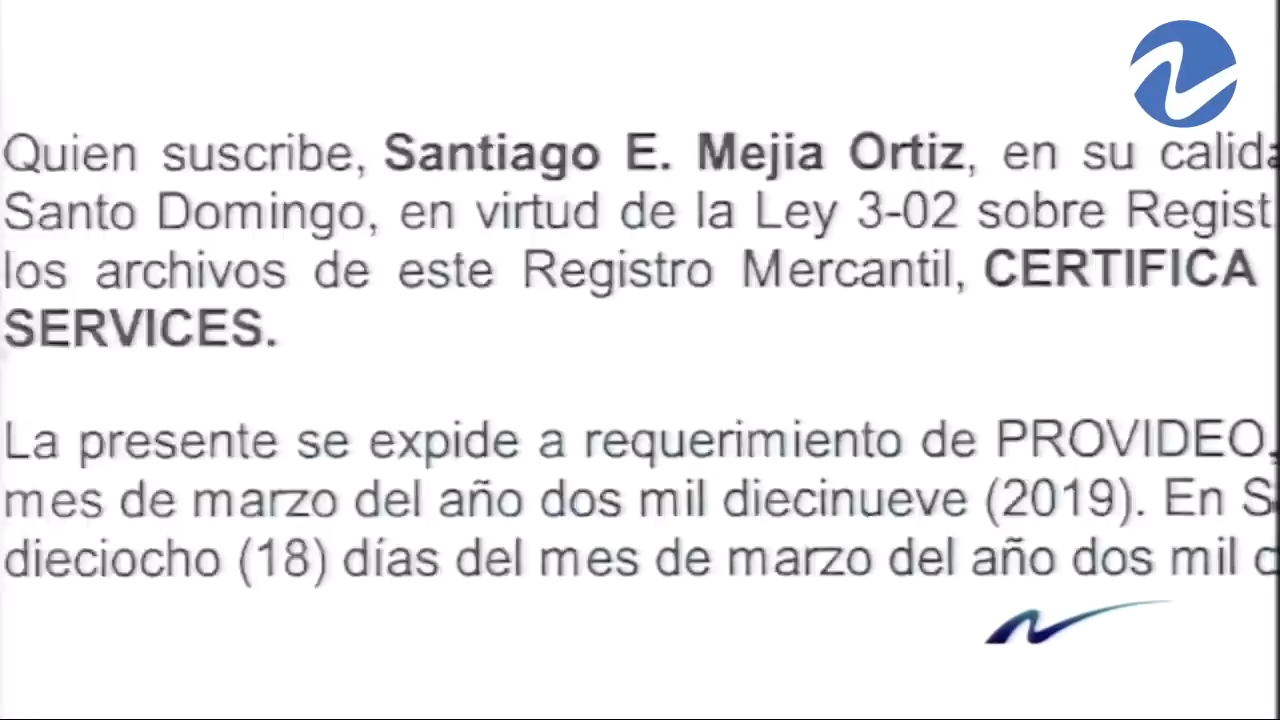 Quien suscribe, Santiago E. Mejia Ortiz, en su calida
Santo Domingo, en virtud de la Ley 3-02 sobre Regist
los archivos de este Registro Mercantil, CERTIFICA
SERVICES.
La presente se expide a requerimiento de PROVIDEO,
mes de marzo del año dos mil diecinueve (2019). En S
dieciocho (18) días del mes de marzo del año dos mil d